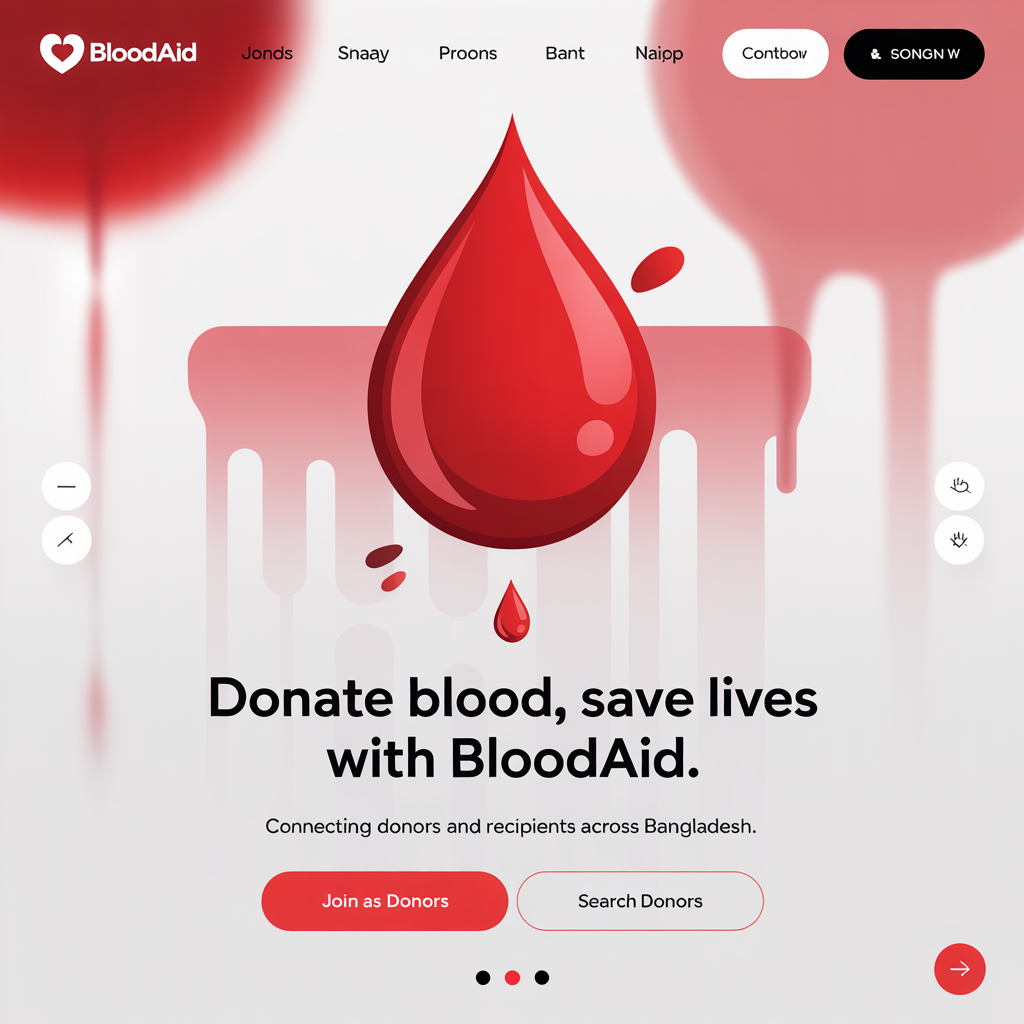 BloodAid
Jonds
Snaay
Proons
Bant
Naipp
Contbow
& SONGN W
Donate blood, save lives
with BloodAid.
Connecting donors and recipients across Bangladesh.
Join as Donors
Search Donors